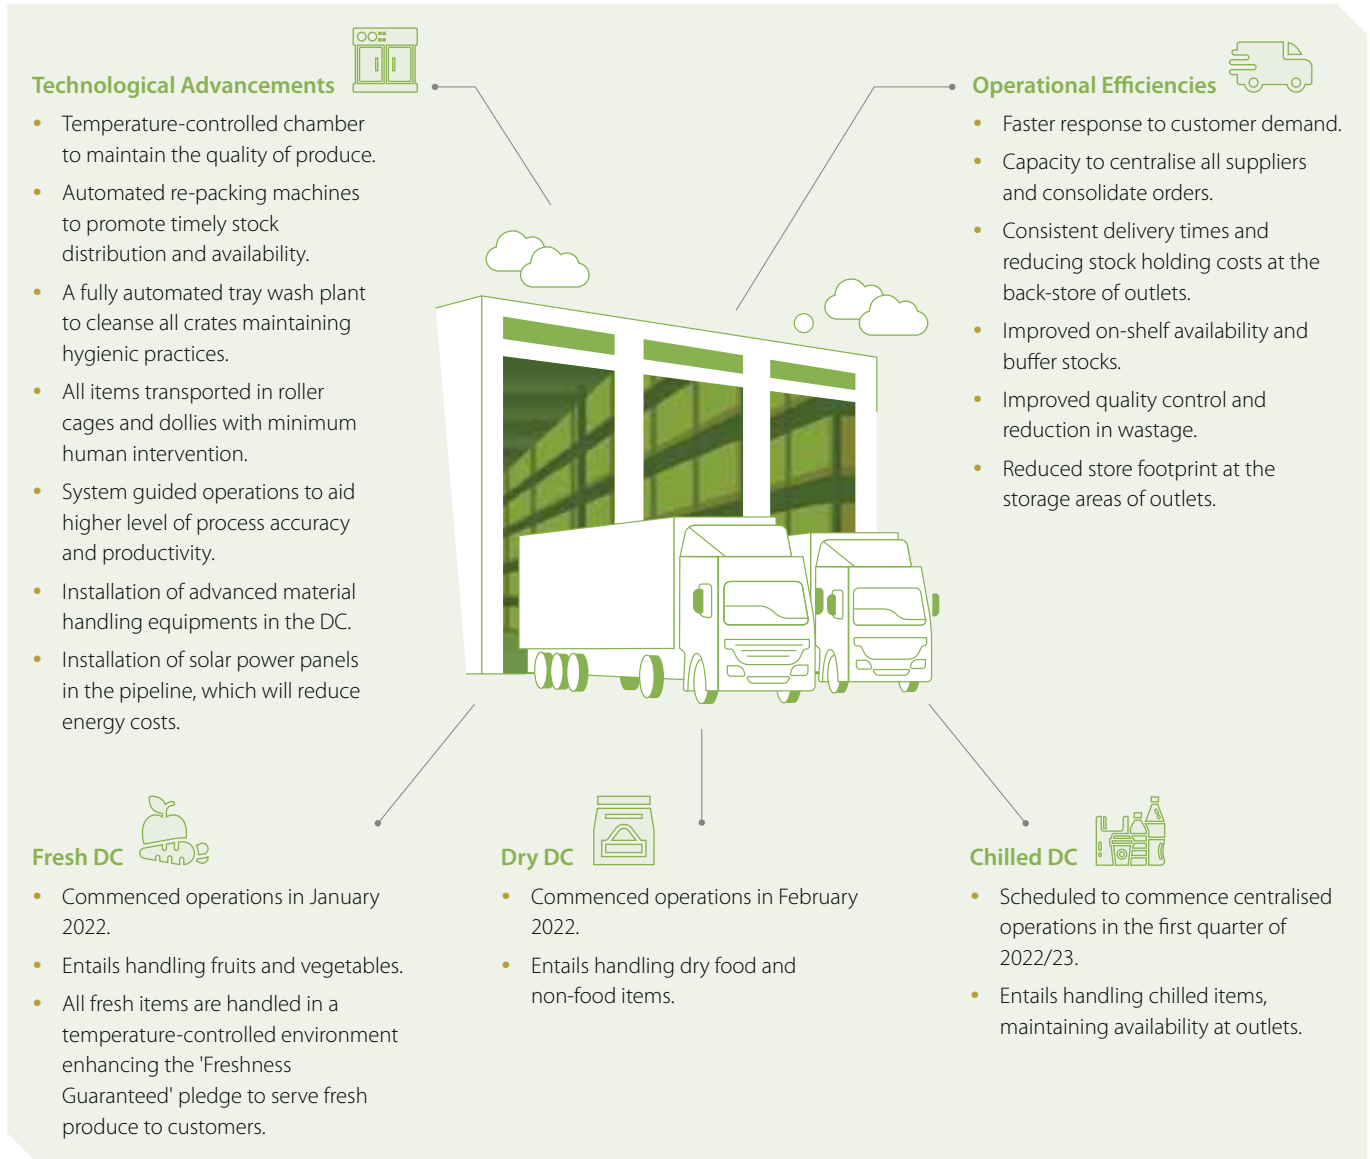 Technological Advancements
• Temperature-controlled chamber
to maintain the quality of produce.
• Automated re-packing machines
to promote timely stock
distribution and availability.
• A fully automated tray wash plant
to cleanse all crates maintaining
hygienic practices.
• All items transported in roller
cages and dollies with minimum
human intervention.
• System guided operations to aid
higher level of process accuracy
and productivity.
• Installation of advanced material
handling equipments in the DC.
• Installation of solar power panels
in the pipeline, which will reduce
energy costs.
Operational Efficiencies
• Faster response to customer demand.
• Capacity to centralise all suppliers
and consolidate orders.
• Consistent delivery times and
reducing stock holding costs at the
back-store of outlets.
• Improved on-shelf availability and
buffer stocks.
• Improved quality control and
reduction in wastage.
• Reduced store footprint at the
storage areas of outlets.
Fresh DC
• Commenced operations in January
2022.
• Entails handling fruits and vegetables.
• All fresh items are handled in a
temperature-controlled environment
enhancing the 'Freshness
Guaranteed' pledge to serve fresh
produce to customers.
Dry DC
• Commenced operations in February
2022.
• Entails handling dry food and
non-food items.
Chilled DC
• Scheduled to commence centralised
operations in the first quarter of
2022/23.
• Entails handling chilled items,
maintaining availability at outlets.